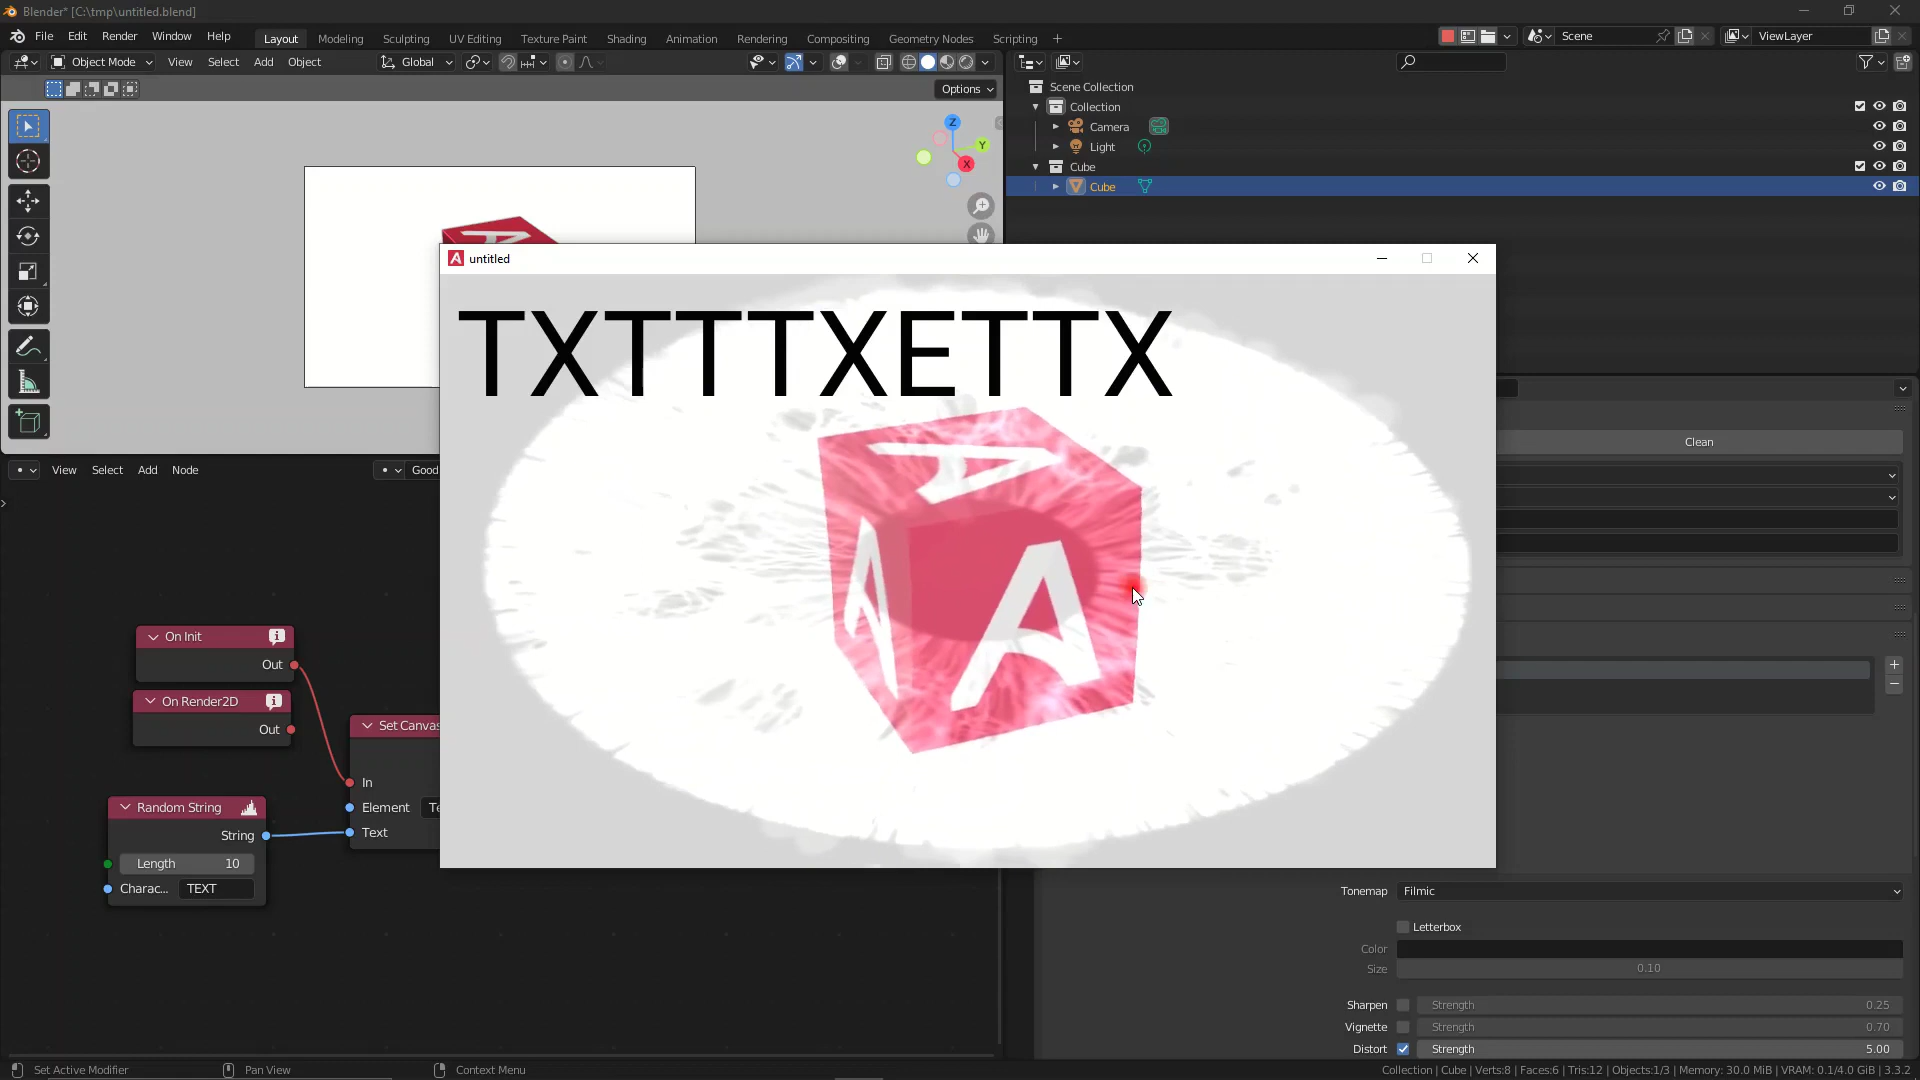 Blender* [C:\tmp\untitled.blend]
File Edit Render Window Help Layout Modeling Sculpting UV Editing Texture Paint Shading Animation Rendering Compositing Geometry Nodes Scripting + Scene ViewLayer
Object Mode View Select Add Object Global
Options
Z
Y
X
Scene Collection
Collection
Camera
Light
Cube
Cube
A untitled
TXTTTXETTX
A
A
A
Clean
View Select Add Node Good
On Init
Out
On Render2D
Out
Set Canvas
In
Element Te
Text
Random String
String
Length 10
Charac... TEXT
Tonemap Filmic
Letterbox
Color
Size 0.10
Sharpen Strength 0.25
Vignette Strength 0.70
Distort Strength 5.00
Set Active Modifier Pan View Context Menu Collection | Cube | Verts:8 | Faces:6 | Tris:12 | Objects:1/3 | Memory: 30.0 MiB | VRAM: 0.1/4.0 GiB | 3.3.2